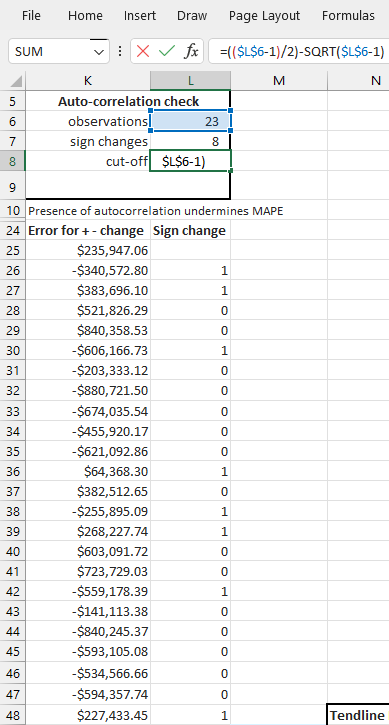 File Home Insert Draw Page Layout Formulas
SUM fx =(($L$6-1)/2)-SQRT($L$6-1)
K L M N
5 Auto-correlation check
6 observations 23
7 sign changes 8
8 cut-off $L$6-1)
9
10 Presence of autocorrelation undermines MAPE
24 Error for + - change Sign change
25 $235,947.06
26 -$340,572.80 1
27 $383,696.10 1
28 $521,826.29 0
29 $840,358.53 0
30 -$606,166.73 1
31 -$203,333.12 0
32 -$880,721.50 0
33 -$674,035.54 0
34 -$455,920.17 0
35 -$621,092.86 0
36 $64,368.30 1
37 $382,512.65 0
38 -$255,895.09 1
39 $268,227.74 1
40 $603,091.72 0
41 $723,729.03 0
42 -$559,178.39 1
43 -$141,113.38 0
44 -$840,245.37 0
45 -$593,105.08 0
46 -$534,566.66 0
47 -$594,357.74 0
48 $227,433.45 1 Tendline